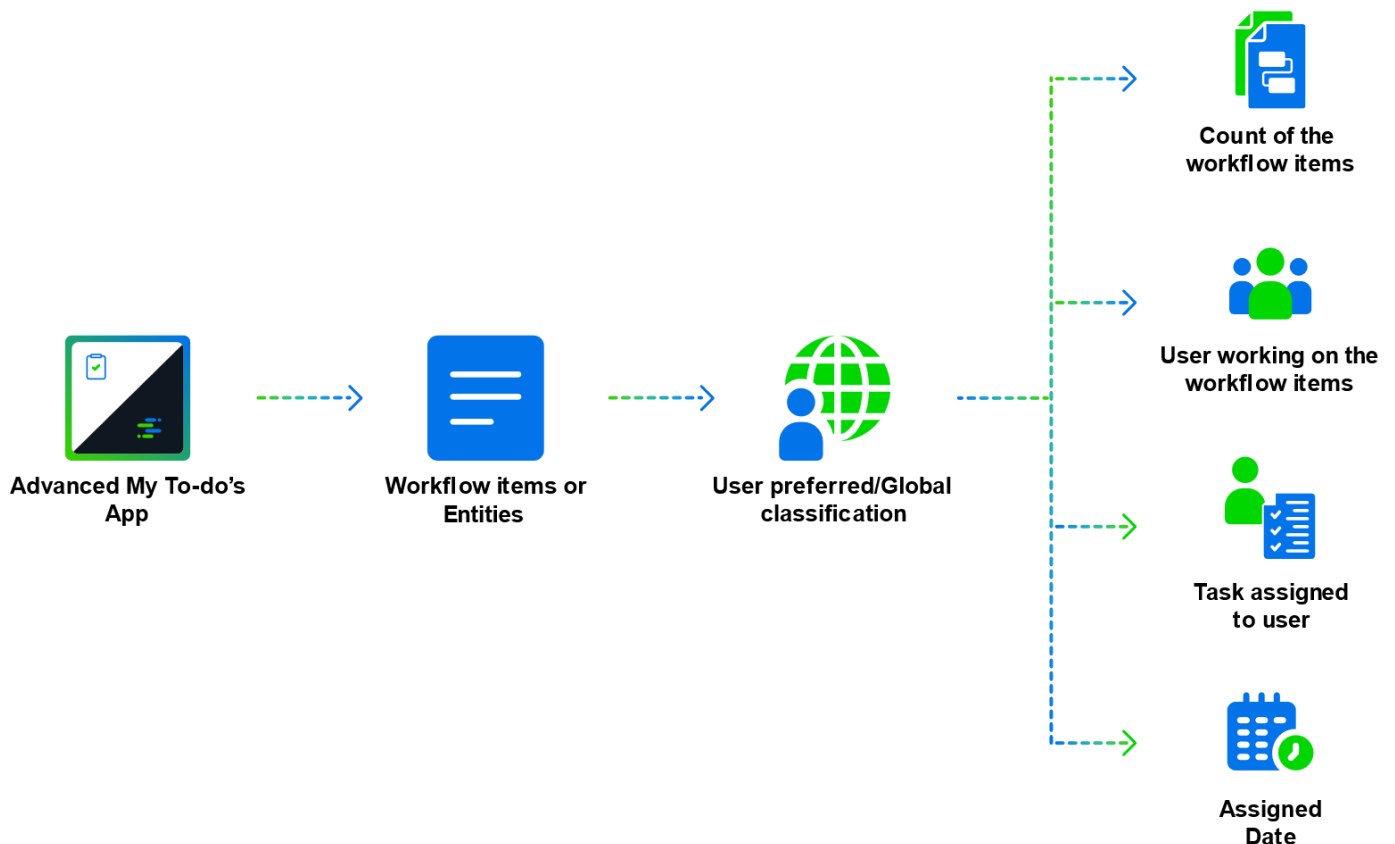 Count of the
workflow items
User working on the
workflow items
Advanced My To-do’s
App
Workflow items or
Entities
User preferred/Global
classification
Task assigned
to user
Assigned
Date